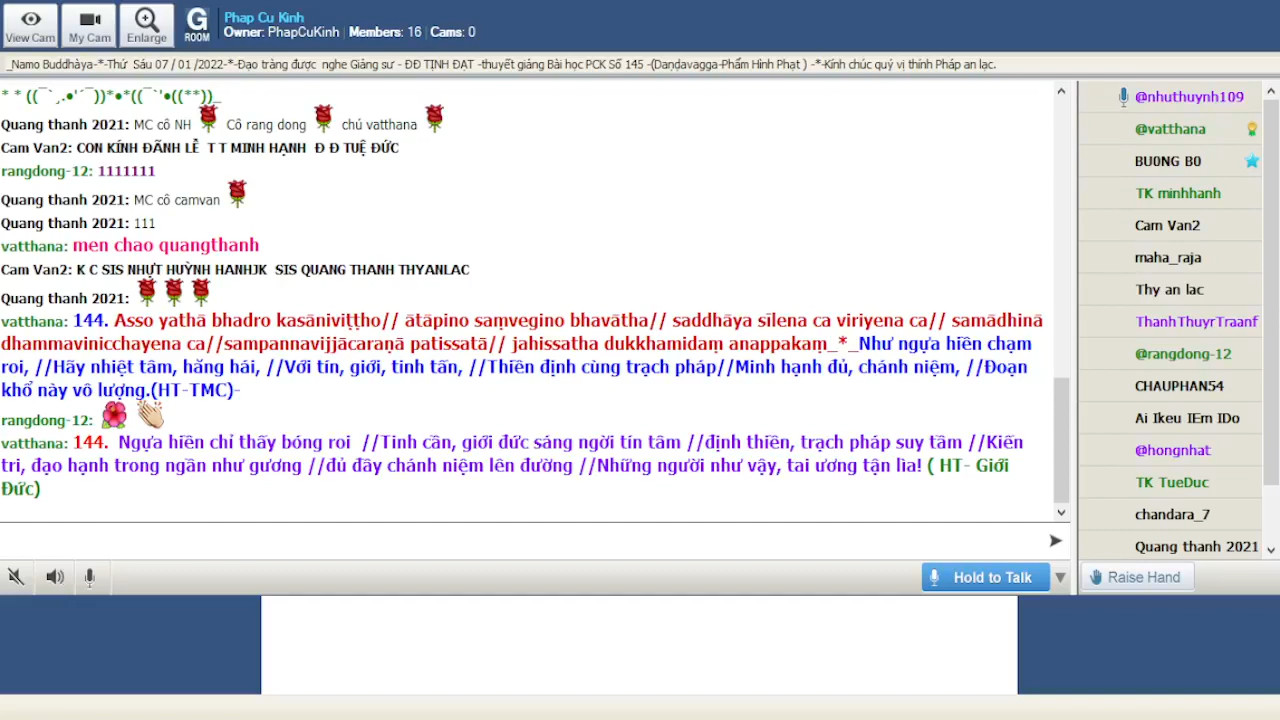 View Cam
My Cam
Enlarge
G
ROOM
Phap Cu Kinh
Owner: PhapCuKinh | Members: 16 | Cams: 0
_Namo Buddhàya-*-Thứ Sáu 07 / 01 /2022-*-Đạo tràng được nghe Giảng sư - ĐĐ TỊNH ĐẠT -thuyết giảng Bài học PCK Số 145 -(Daṇḍavagga-Phẩm Hình Phạt ) -*-Kính chúc quý vị thính Pháp an lạc.
* * ((¯`¸.•'´¯))*•*((¯`'•((**))_
Quang thanh 2021: MC cô NH Cô rang dong chú vatthana
Cam Van2: CON KÍNH ĐÃNH LỄ T T MINH HẠNH Đ Đ TUỆ ĐỨC
rangdong-12: 1111111
Quang thanh 2021: MC cô camvan
Quang thanh 2021: 111
vatthana: men chao quangthanh
Cam Van2: K C SIS NHỰT HUỲNH HANHJK SIS QUANG THANH THYANLAC
Quang thanh 2021:
vatthana: 144. Asso yathā bhadro kasāniviṭṭho// ātāpino saṃvegino bhavātha// saddhāya sīlena ca viriyena ca// samādhinā
dhammavinicchayena ca//sampannavijjācaraṇā patissatā// jahissatha dukkhamidaṃ anappakaṃ_*_Như ngựa hiền chạm
roi, //Hãy nhiệt tâm, hăng hái, //Với tín, giới, tinh tấn, //Thiền định cùng trạch pháp//Minh hạnh đủ, chánh niệm, //Đoạn
khổ này vô lượng.(HT-TMC)-
rangdong-12:
vatthana: 144. Ngựa hiền chỉ thấy bóng roi //Tinh cần, giới đức sáng ngời tín tâm //định thiền, trạch pháp suy tầm //Kiến
tri, đạo hạnh trong ngần như gương //đủ đầy chánh niệm lên đường //Những người như vậy, tai ương tận lìa! ( HT- Giới
Đức)
Hold to Talk
@nhuthuynh109
@vatthana
BU0NG B0
TK minhhanh
Cam Van2
maha_raja
Thy an lac
ThanhThuyrTraanf
@rangdong-12
CHAUPHAN54
Ai Ikeu IEm IDo
@hongnhat
TK TueDuc
chandara_7
Quang thanh 2021
Raise Hand